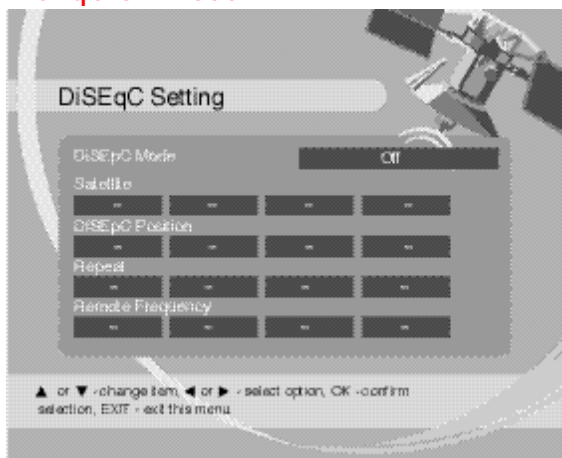 DiSEqC Setting
DiSEpC Mode Off
Satellite
-- -- -- --
DiSEpC Position
-- -- -- --
Repeat
-- -- -- --
Remote Frequency
-- -- -- --
▲ or ▼ -change item, ◄ or ► - select option, OK -confirm
selection, EXIT - exit this menu